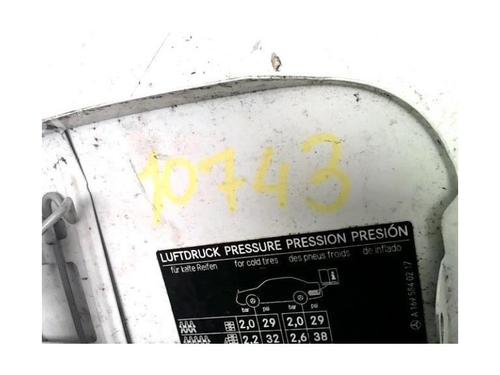 10743
LUFTDRUCK PRESSURE PRESSION PRESIÓN
für kalte Reifen for cold tires des pneus froids de inflado
bar psi bar psi
2,0 29 2,0 29
2,2 32 2,6 38
A 169 584 02 17